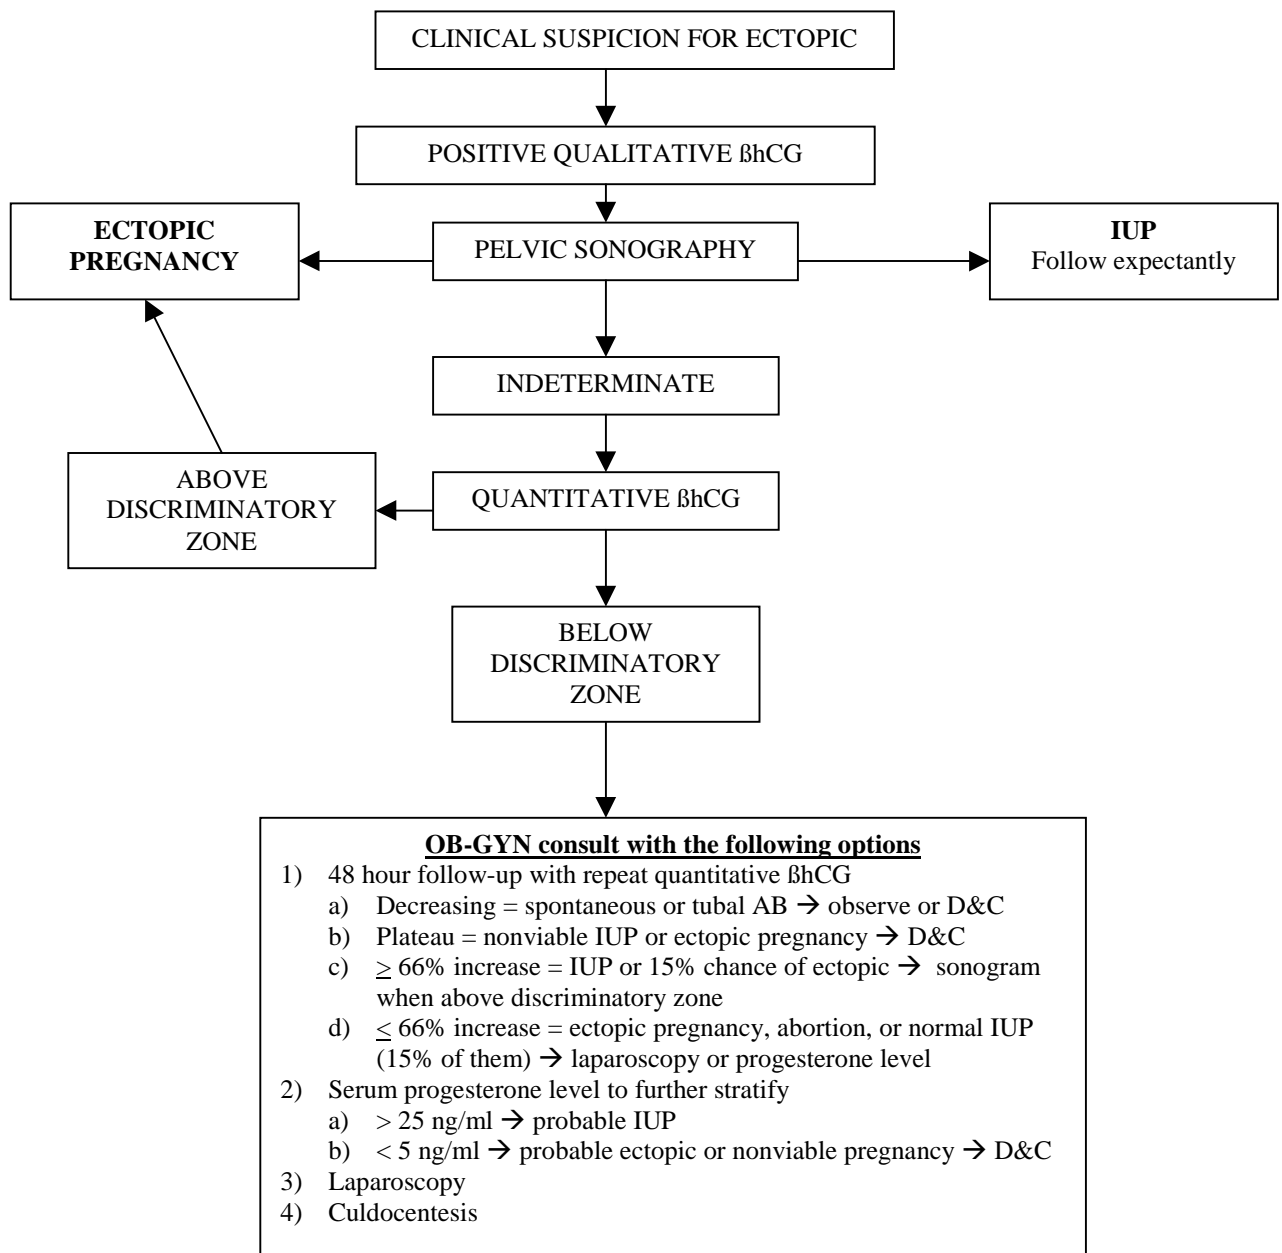 CLINICAL SUSPICION FOR ECTOPIC
POSITIVE QUALITATIVE ßhCG
ECTOPIC
PREGNANCY
PELVIC SONOGRAPHY
IUP
Follow expectantly
INDETERMINATE
ABOVE
DISCRIMINATORY
ZONE
QUANTITATIVE ßhCG
BELOW
DISCRIMINATORY
ZONE
OB-GYN consult with the following options
1) 48 hour follow-up with repeat quantitative ßhCG
a) Decreasing = spontaneous or tubal AB → observe or D&C
b) Plateau = nonviable IUP or ectopic pregnancy → D&C
c) ≥ 66% increase = IUP or 15% chance of ectopic → sonogram
when above discriminatory zone
d) ≤ 66% increase = ectopic pregnancy, abortion, or normal IUP
(15% of them) → laparoscopy or progesterone level
2) Serum progesterone level to further stratify
a) > 25 ng/ml → probable IUP
b) < 5 ng/ml → probable ectopic or nonviable pregnancy → D&C
3) Laparoscopy
4) Culdocentesis